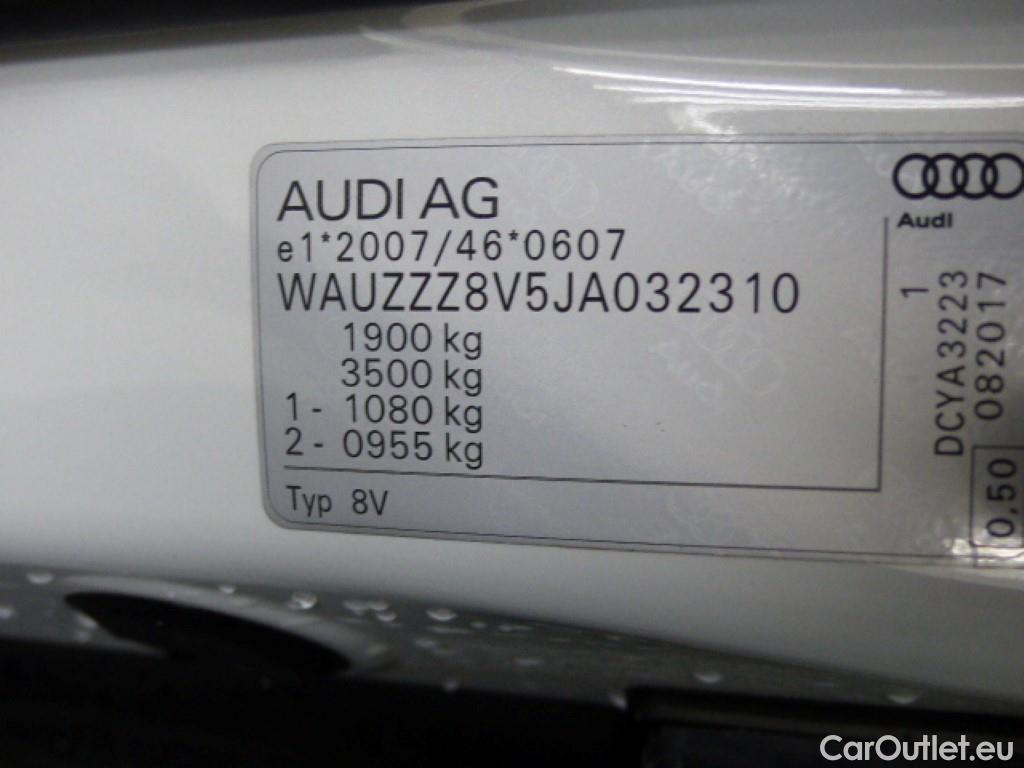 AUDI AG
e1*2007/46*0607
WAUZZZ8V5JA032310
1900 kg
3500 kg
1 - 1080 kg
2 - 0955 kg
Typ 8V
Audi
1
DCYA3223
082017
0.50
CarOutlet.eu